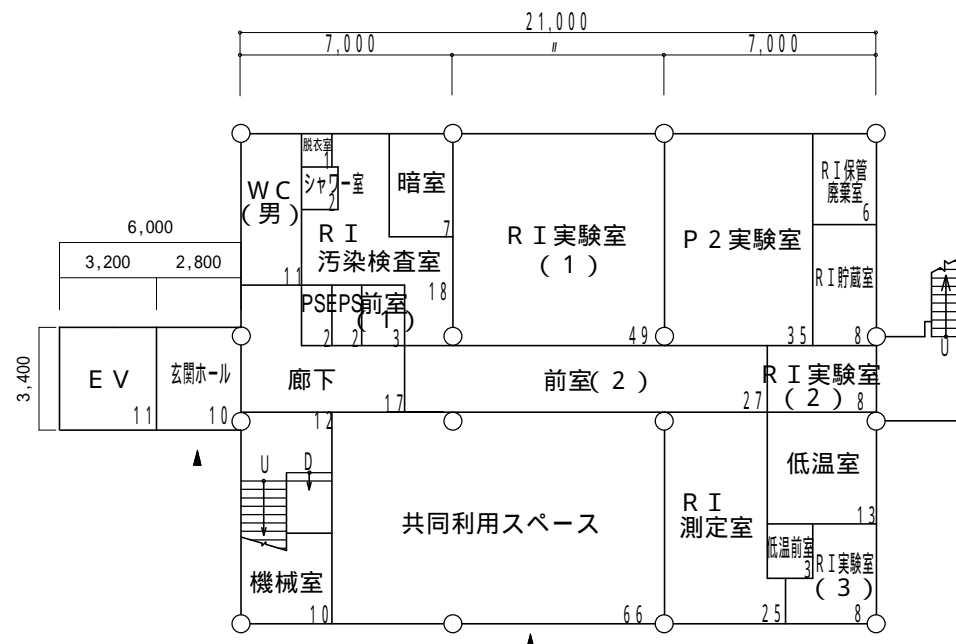 21,000
7,000 〃 7,000
脱衣室
1
シャワー室
2
WC
(男)
11
暗室
7
RI
汚染検査室
18
RI実験室
(1)
49
P2実験室
35
RI保管
廃棄室
6
RI貯蔵室
8
6,000
3,200 2,800
3,400
PS
2
EPS
2
前室
(1)
3
EV
11
玄関ホール
10
廊下
17
前室(2)
27
RI実験室
(2)
8
U
12
U
D
共同利用スペース
66
RI
測定室
25
低温室
13
低温前室
3
RI実験室
(3)
8
機械室
10